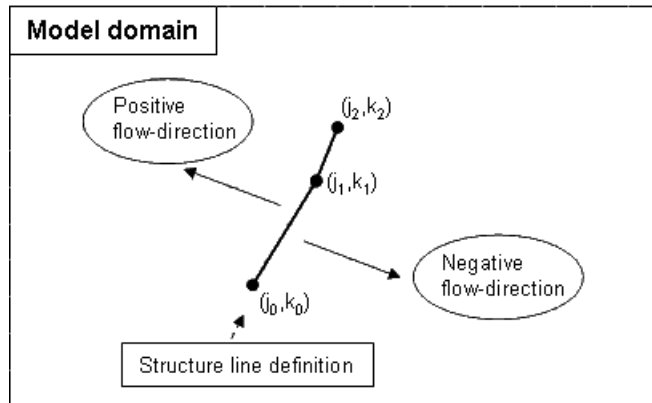 Model domain
Positive
flow-direction
(j₂,k₂)
(j₁,k₁)
Negative
flow-direction
(j₀,k₀)
Structure line definition